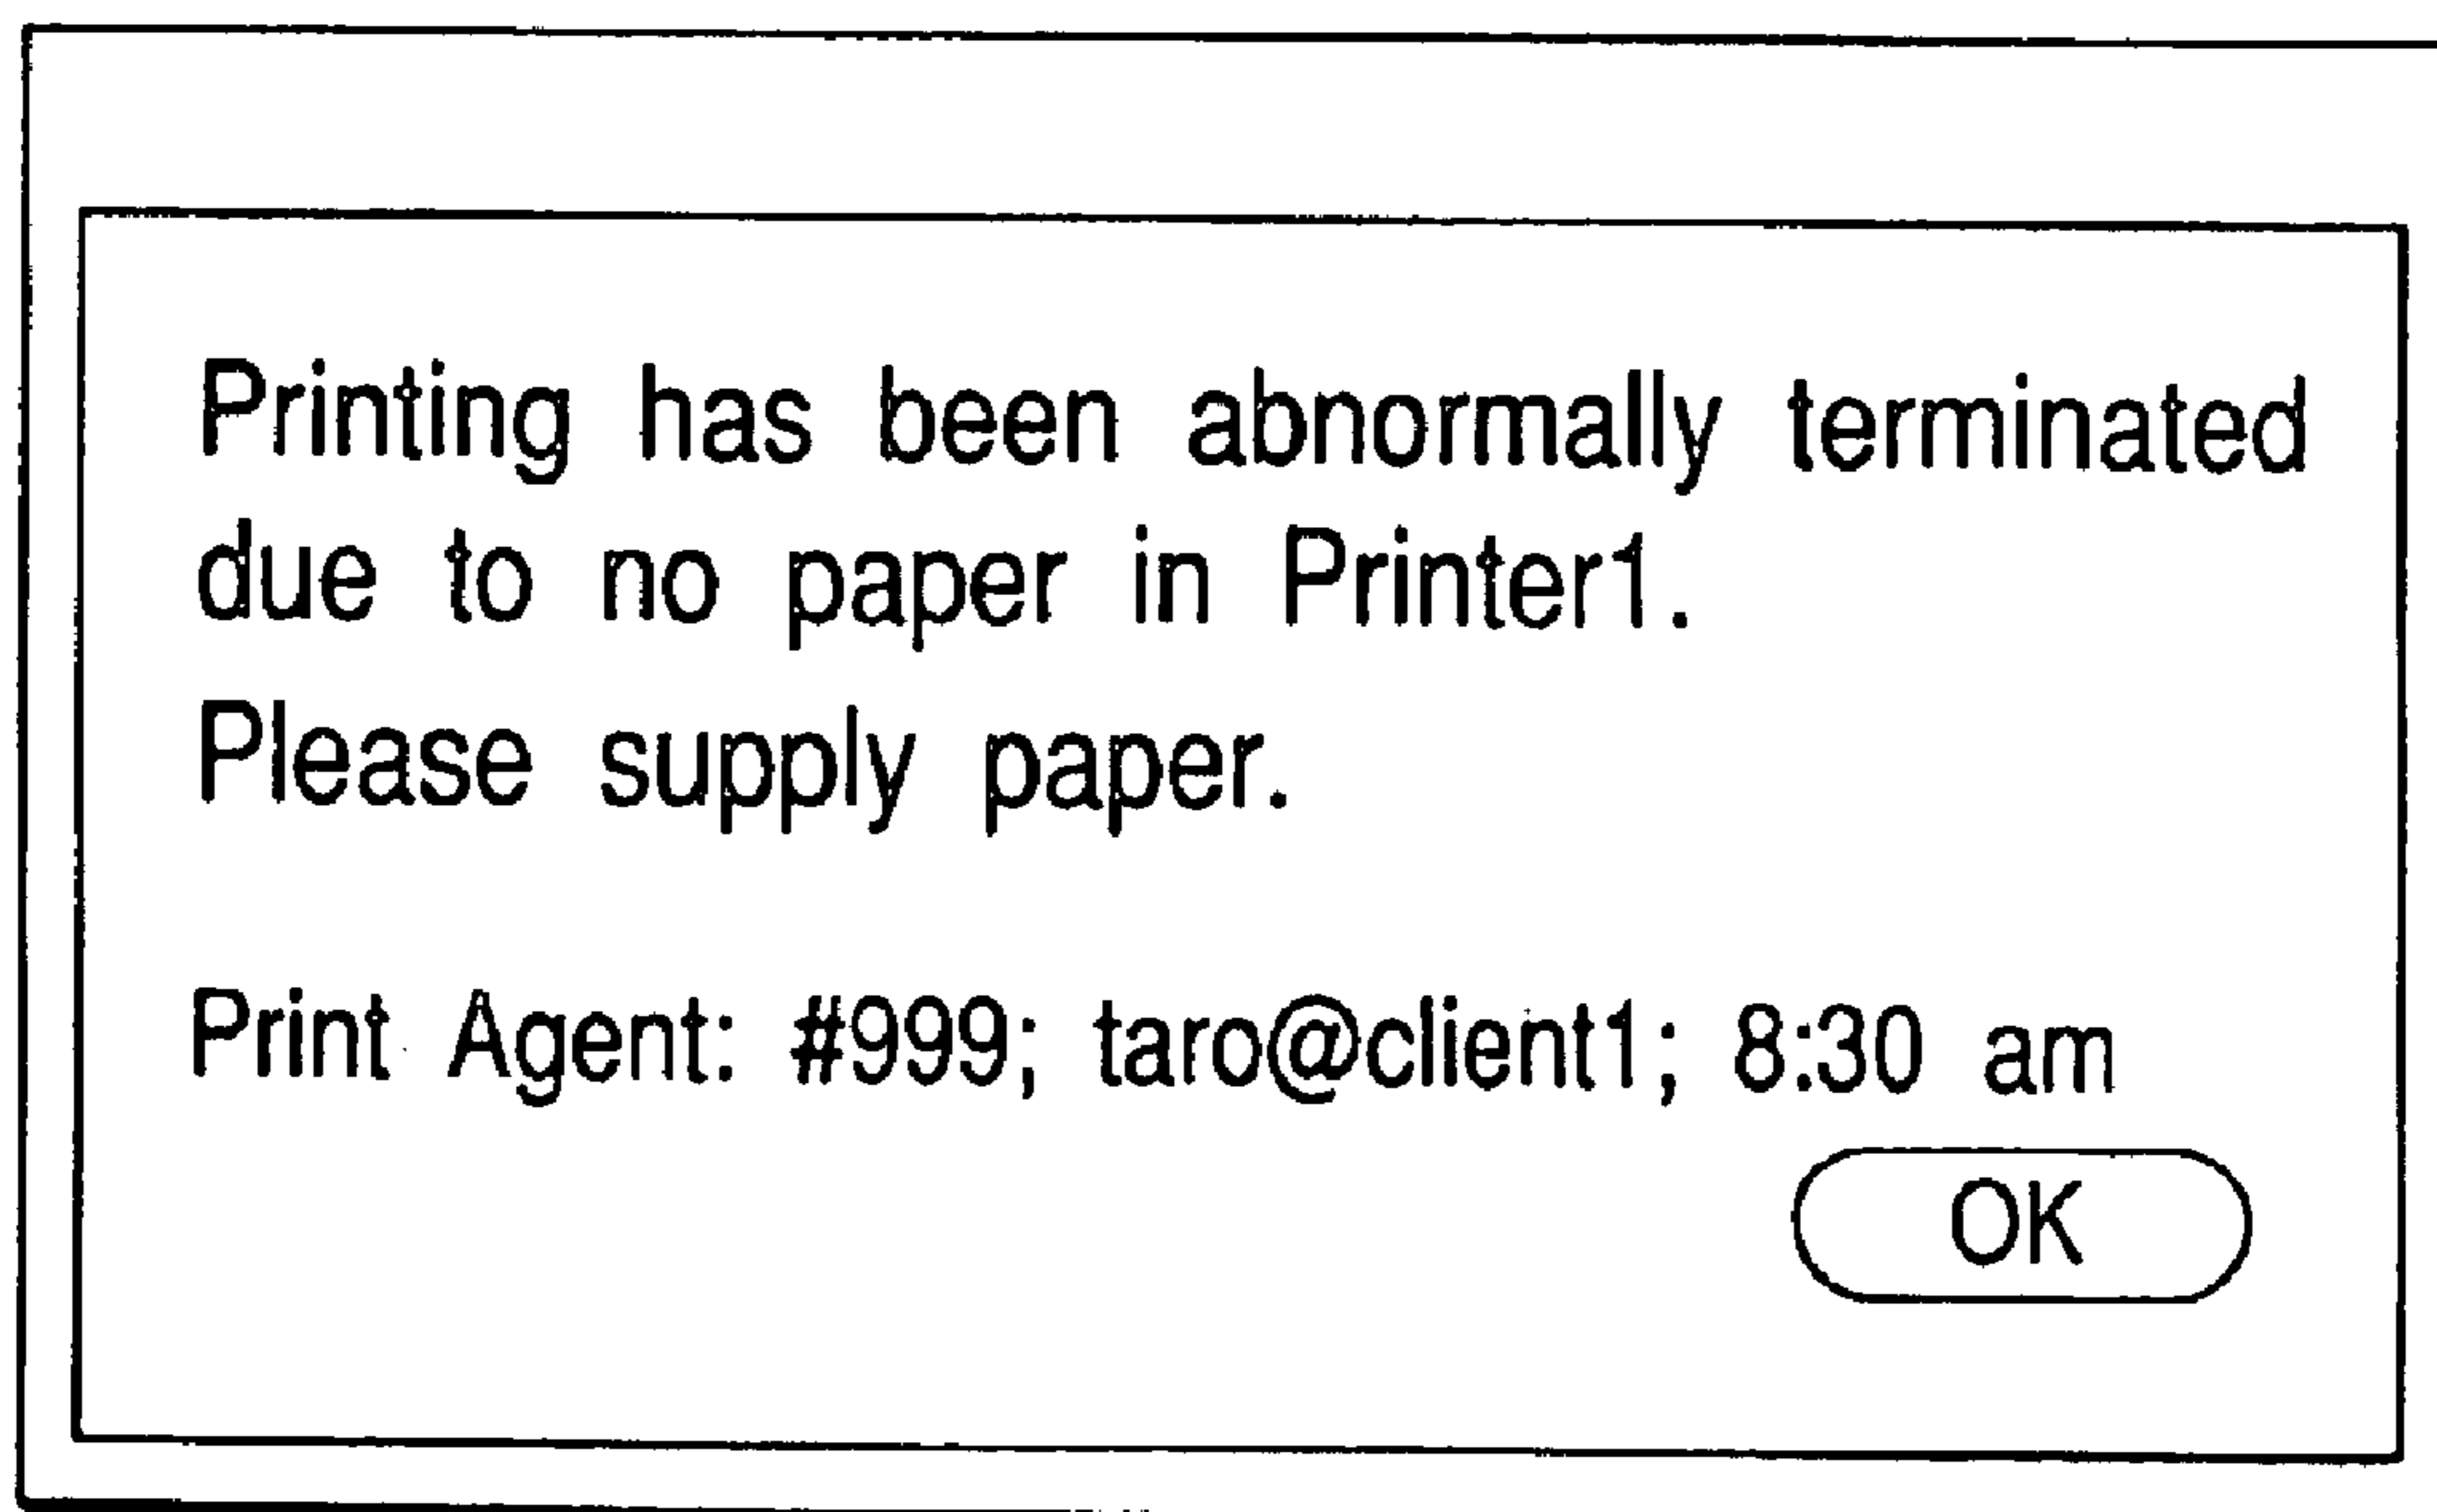 Printing has been abnormally terminated
due to no paper in Printer1.
Please supply paper.
Print Agent: #999; taro@client1; 8:30 am
OK